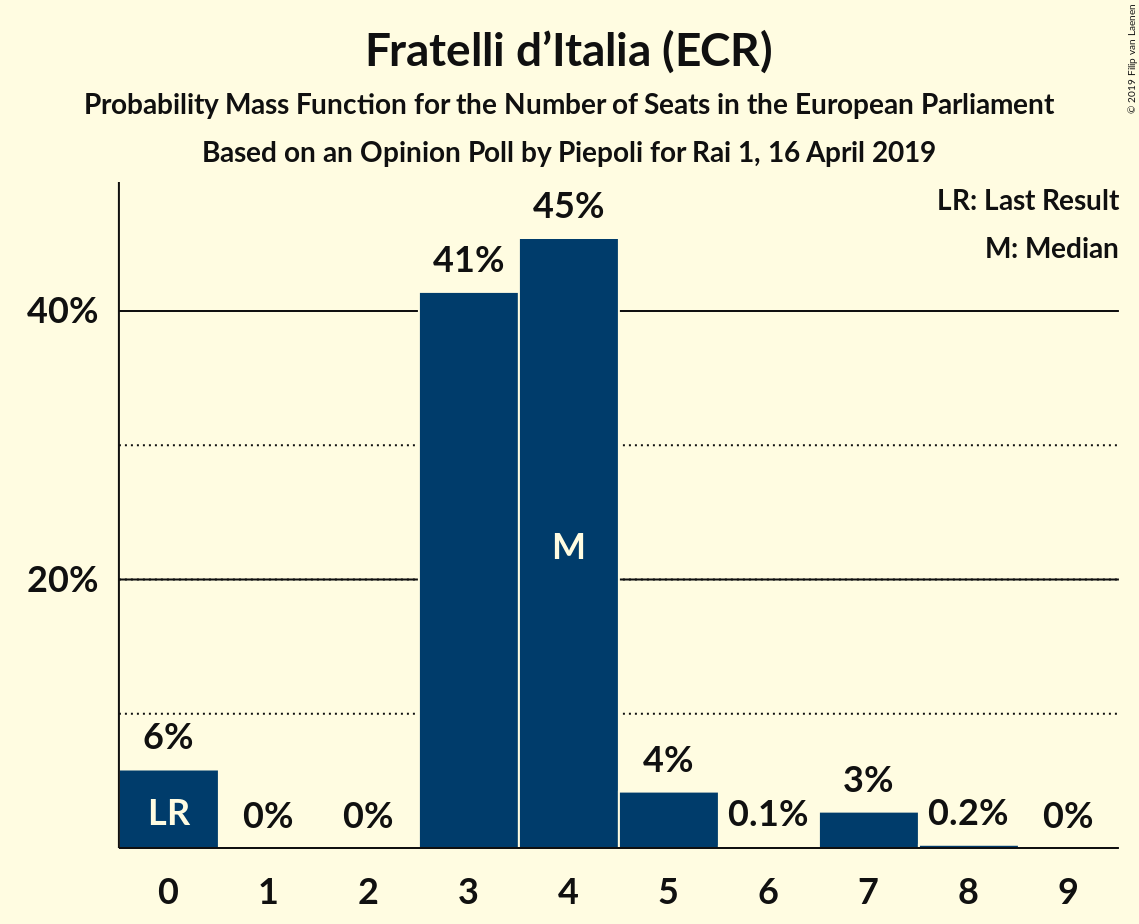 Fratelli d’Italia (ECR)
Probability Mass Function for the Number of Seats in the European Parliament
Based on an Opinion Poll by Piepoli for Rai 1, 16 April 2019
© 2019 Filip van Laenen
LR: Last Result
M: Median
45%
41%
40%
M
20%
6%
4%
3%
LR
0%
0%
0.1%
0.2%
0%
0 1 2 3 4 5 6 7 8 9